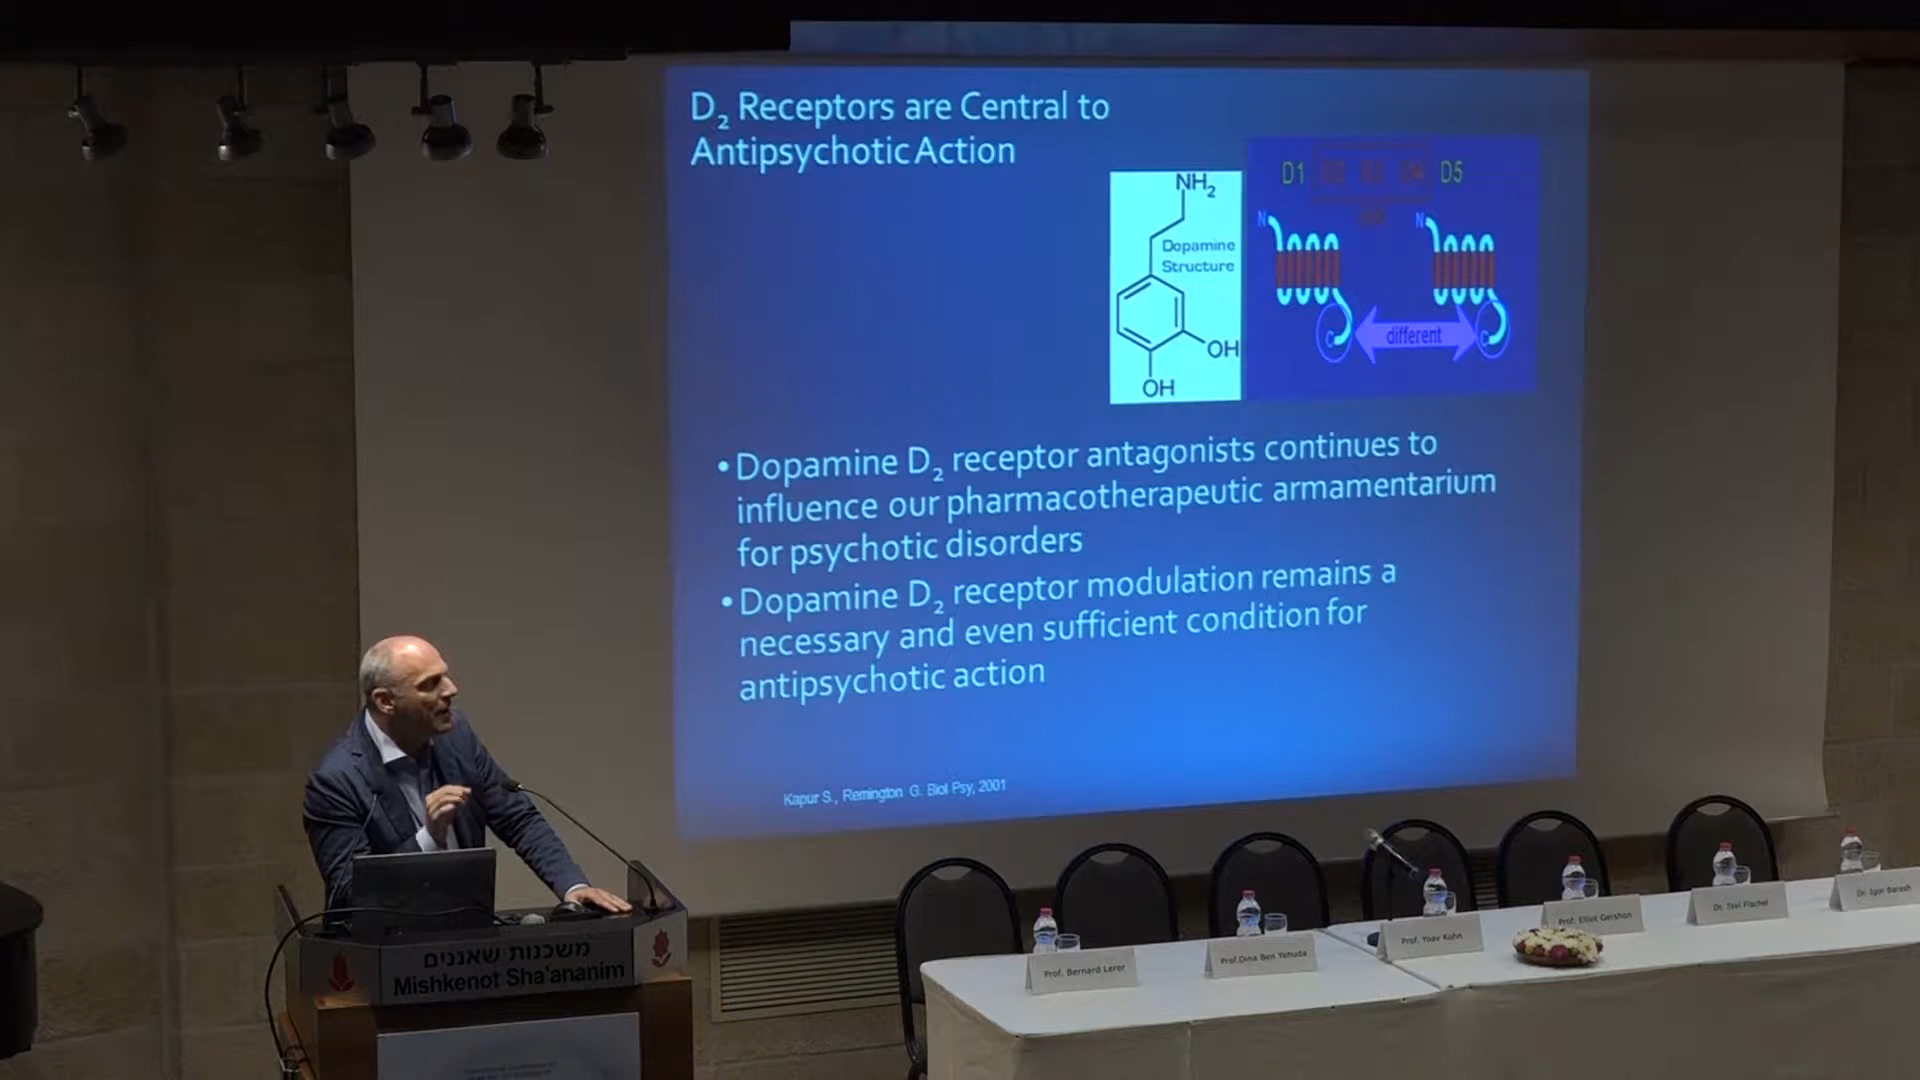 D₂ Receptors are Central to
Antipsychotic Action
NH₂
Dopamine
Structure
OH
OH
D1
D5
N
N
C
different
C
• Dopamine D₂ receptor antagonists continues to
influence our pharmacotherapeutic armamentarium
for psychotic disorders
• Dopamine D₂ receptor modulation remains a
necessary and even sufficient condition for
antipsychotic action
Kapur S., Remington G. Biol Psy, 2001
משכנות שאננים
Mishkenot Sha'ananim
Prof. Bernard Lerer
Prof.Dina Ben Yehuda
Prof. Yoav Kohn
Prof. Elliot Gershon
Dr. Tsvi Fischel
Dr. Igor Barash